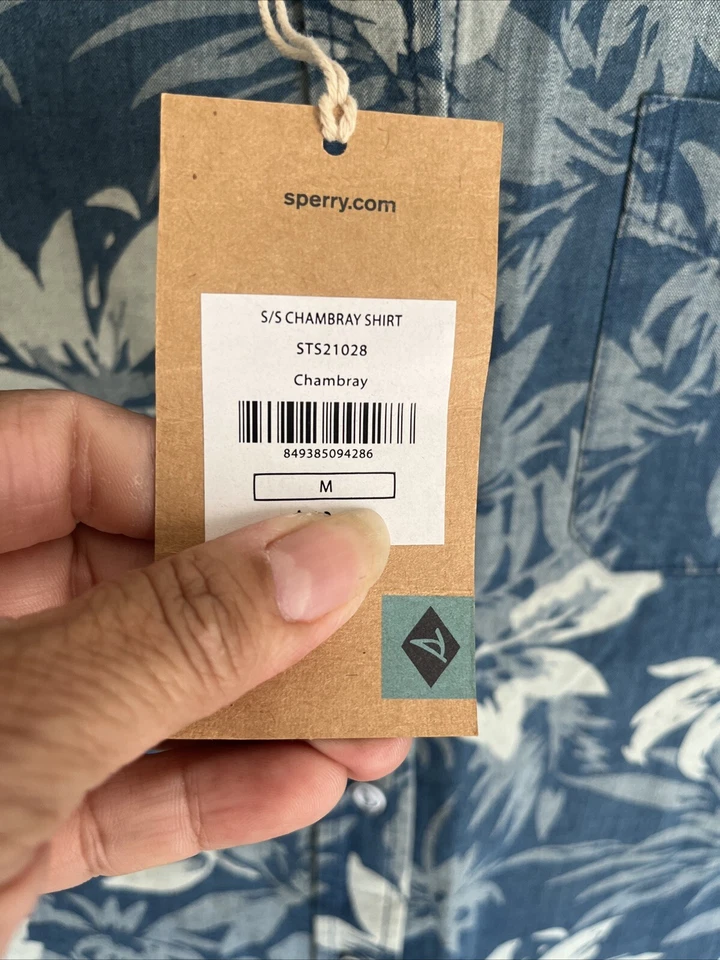 sperry.com
S/S CHAMBRAY SHIRT
STS21028
Chambray
849385094286
M